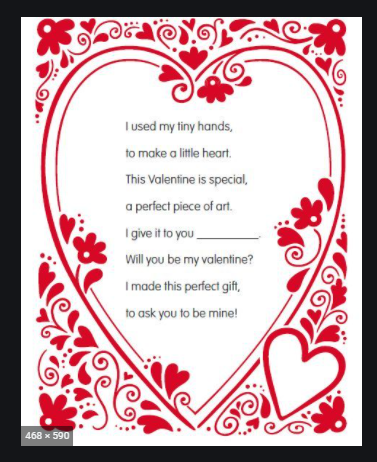 I used my tiny hands,
to make a little heart.
This Valentine is special,
a perfect piece of art.
I give it to you __________.
Will you be my valentine?
I made this perfect gift,
to ask you to be mine!
468 × 590